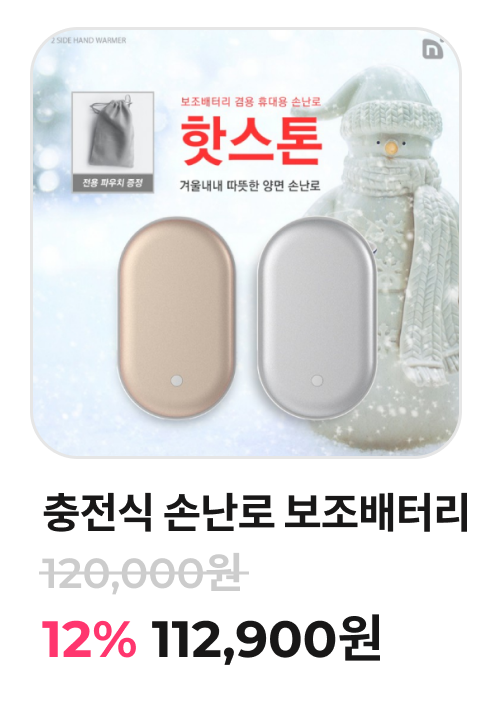 2 SIDE HAND WARMER
n
보조배터리 겸용 휴대용 손난로
핫스톤
전용 파우치 증정
겨울내내 따뜻한 양면 손난로
충전식 손난로 보조배터리
120,000원
12% 112,900원